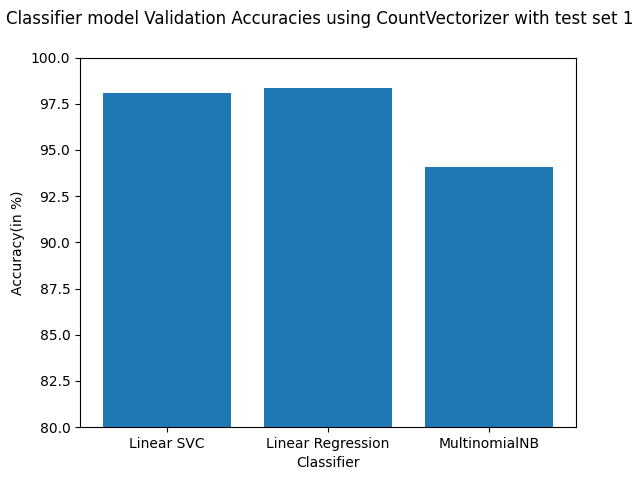 Classifier model Validation Accuracies using CountVectorizer with test set 1
100.0
97.5
95.0
92.5
90.0
87.5
85.0
82.5
80.0
Accuracy(in %)
Linear SVC
Linear Regression
MultinomialNB
Classifier